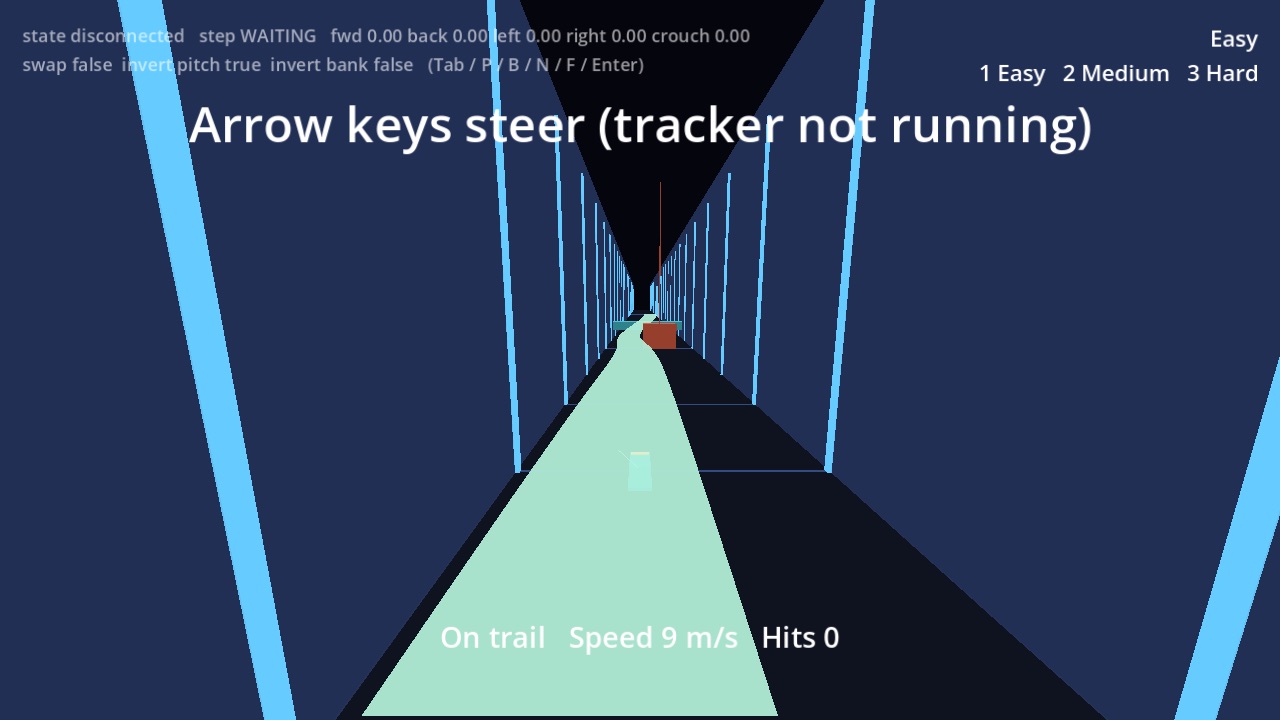 state disconnected step WAITING fwd 0.00 back 0.00 left 0.00 right 0.00 crouch 0.00
swap false invert pitch true invert bank false (Tab / P / B / N / F / Enter)
Easy
1 Easy 2 Medium 3 Hard
Arrow keys steer (tracker not running)
On trail Speed 9 m/s Hits 0